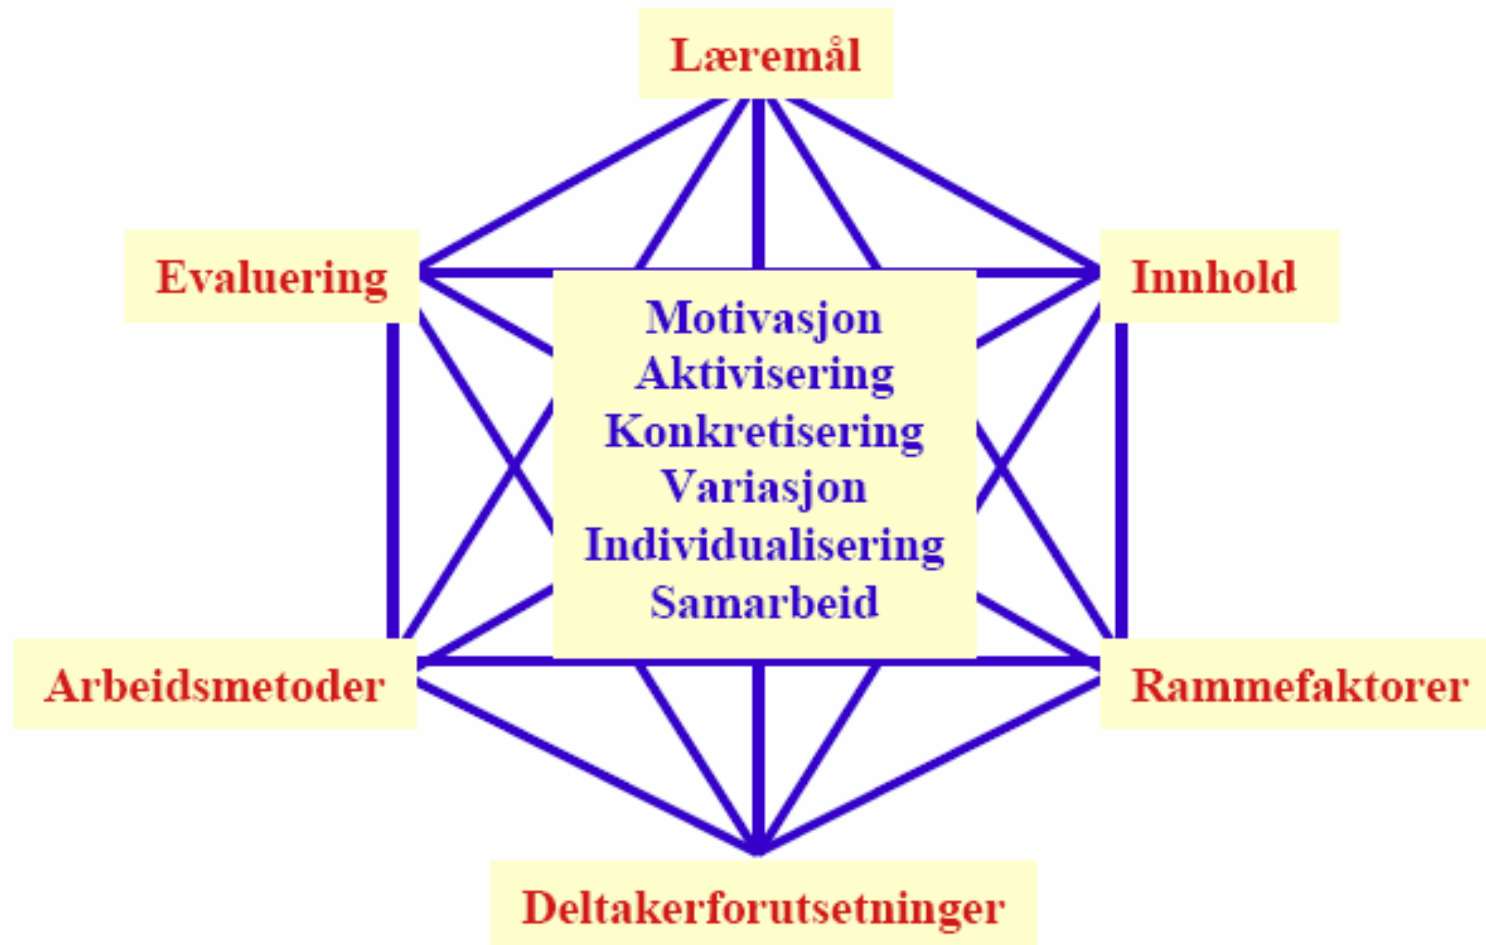 Læremål
Evaluering
Innhold
Motivasjon
Aktivisering
Konkretisering
Variasjon
Individualisering
Samarbeid
Arbeidsmetoder
Rammefaktorer
Deltakerforutsetninger